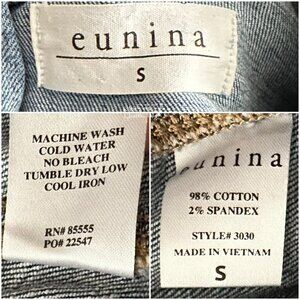 eunina
S
MACHINE WASH
COLD WATER
NO BLEACH
TUMBLE DRY LOW
COOL IRON
RN# 85555
PO# 22547
eunina
98% COTTON
2% SPANDEX
STYLE# 3030
MADE IN VIETNAM
S